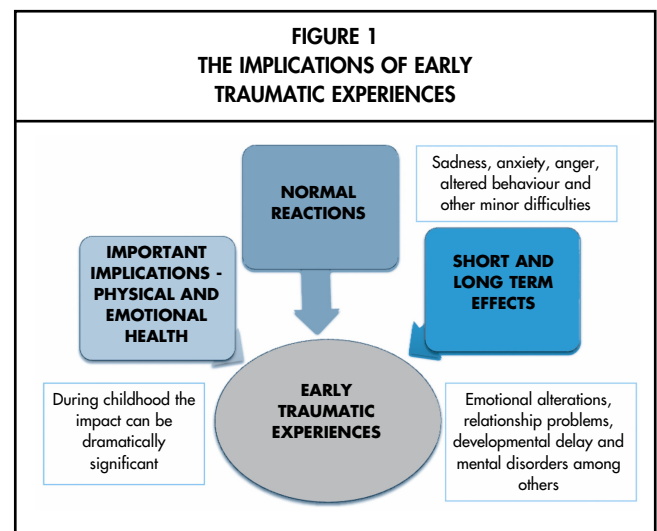 FIGURE 1
THE IMPLICATIONS OF EARLY
TRAUMATIC EXPERIENCES
NORMAL
REACTIONS
Sadness, anxiety, anger,
altered behaviour and
other minor difficulties
IMPORTANT
IMPLICATIONS -
PHYSICAL AND
EMOTIONAL
HEALTH
SHORT AND
LONG TERM
EFFECTS
During childhood the
impact can be
dramatically
significant
EARLY
TRAUMATIC
EXPERIENCES
Emotional alterations,
relationship problems,
developmental delay and
mental disorders among
others